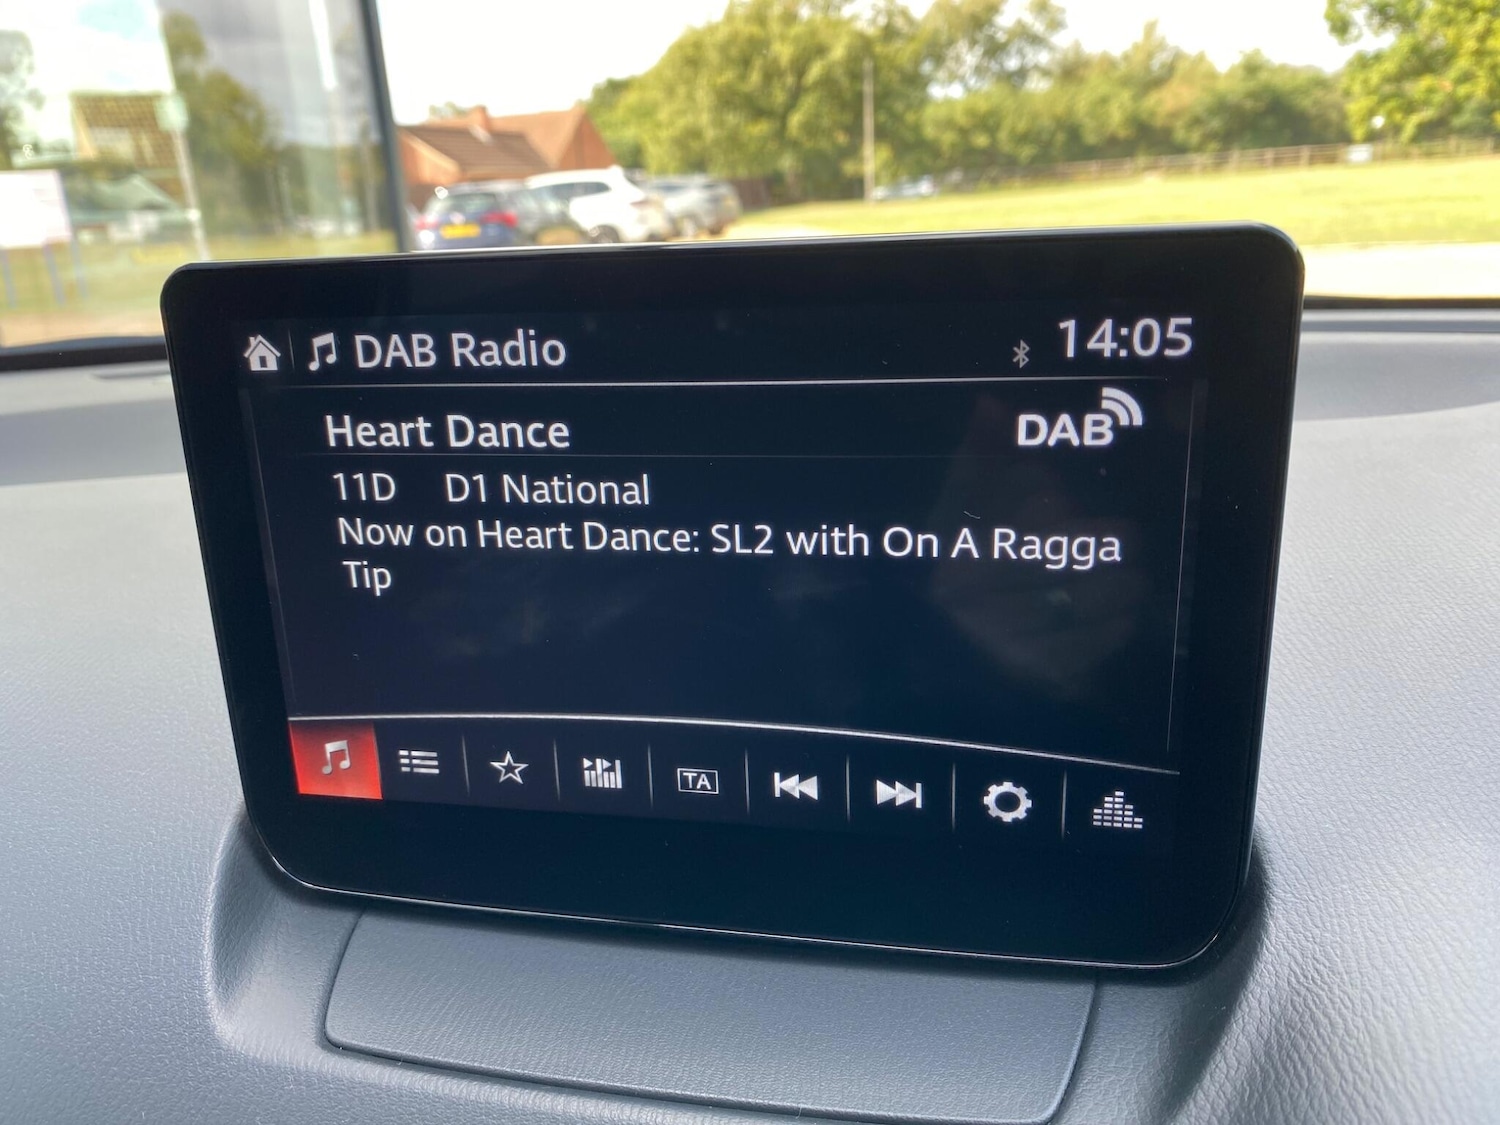 DAB Radio
14:05
Heart Dance
DAB
11D D1 National
Now on Heart Dance: SL2 with On A Ragga
Tip
TA